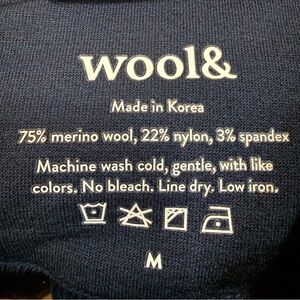 wool&
Made in Korea
75% merino wool, 22% nylon, 3% spandex
Machine wash cold, gentle, with like
colors. No bleach. Line dry. Low iron.
M